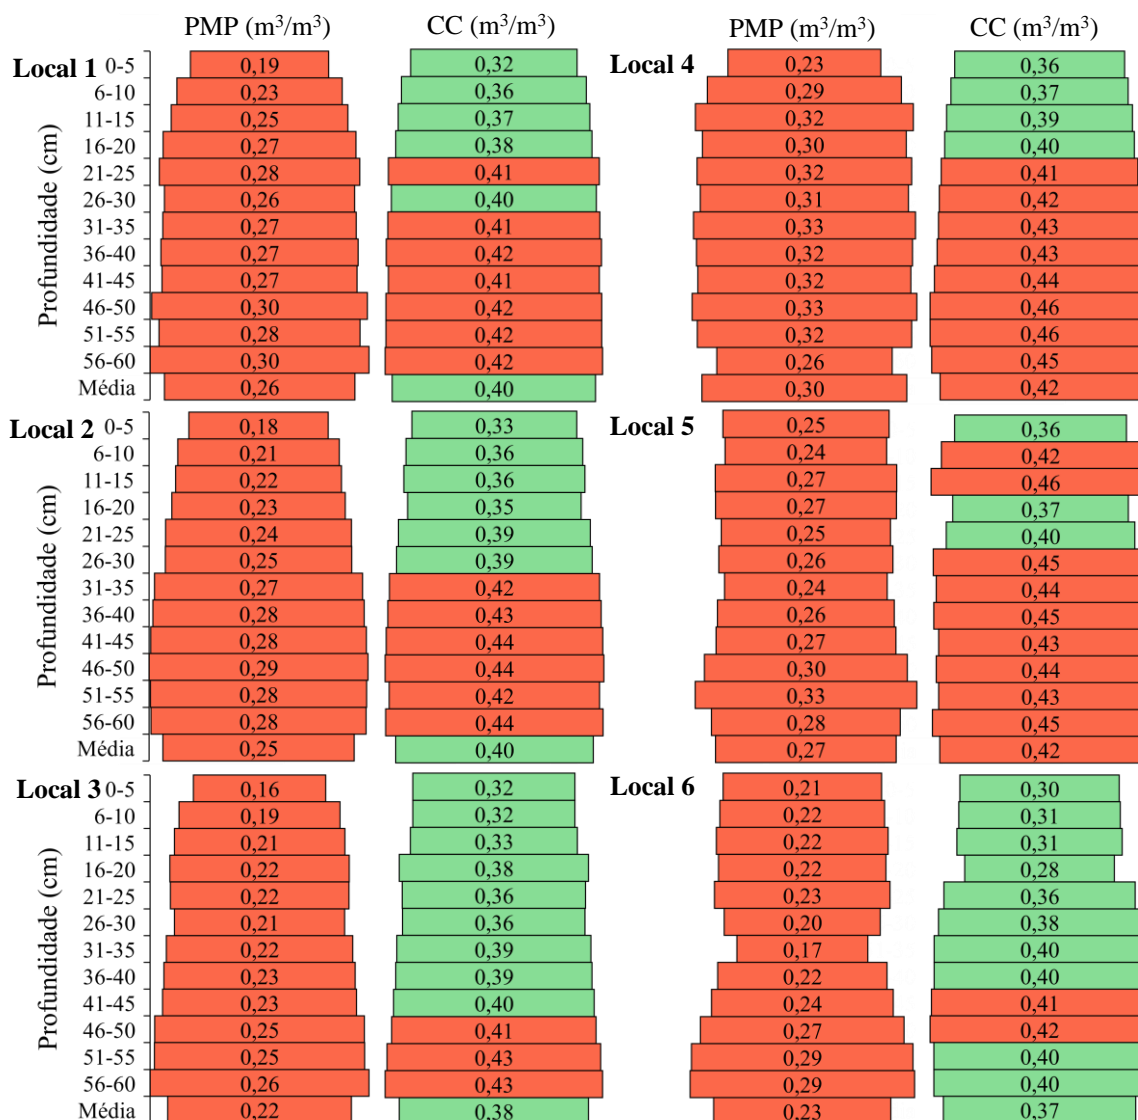 PMP (m³/m³) CC (m³/m³) PMP (m³/m³) CC (m³/m³)
Local 1 0-5 0,19 0,32 Local 4 0,23 0,36
6-10 0,23 0,36 0,29 0,37
11-15 0,25 0,37 0,32 0,39
16-20 0,27 0,38 0,30 0,40
21-25 0,28 0,41 0,32 0,41
26-30 0,26 0,40 0,31 0,42
31-35 0,27 0,41 0,33 0,43
36-40 0,27 0,42 0,32 0,43
41-45 0,27 0,41 0,32 0,44
46-50 0,30 0,42 0,33 0,46
51-55 0,28 0,42 0,32 0,46
56-60 0,30 0,42 0,26 0,45
Média 0,26 0,40 0,30 0,42
Profundidade (cm)
Local 2 0-5 0,18 0,33 Local 5 0,25 0,36
6-10 0,21 0,36 0,24 0,42
11-15 0,22 0,36 0,27 0,46
16-20 0,23 0,35 0,27 0,37
21-25 0,24 0,39 0,25 0,40
26-30 0,25 0,39 0,26 0,45
31-35 0,27 0,42 0,24 0,44
36-40 0,28 0,43 0,26 0,45
41-45 0,28 0,44 0,27 0,43
46-50 0,29 0,44 0,30 0,44
51-55 0,28 0,42 0,33 0,43
56-60 0,28 0,44 0,28 0,45
Média 0,25 0,40 0,27 0,42
Profundidade (cm)
Local 3 0-5 0,16 0,32 Local 6 0,21 0,30
6-10 0,19 0,32 0,22 0,31
11-15 0,21 0,33 0,22 0,31
16-20 0,22 0,38 0,22 0,28
21-25 0,22 0,36 0,23 0,36
26-30 0,21 0,36 0,20 0,38
31-35 0,22 0,39 0,17 0,40
36-40 0,23 0,39 0,22 0,40
41-45 0,23 0,40 0,24 0,41
46-50 0,25 0,41 0,27 0,42
51-55 0,25 0,43 0,29 0,40
56-60 0,26 0,43 0,29 0,40
Média 0,22 0,38 0,23 0,37
Profundidade (cm)